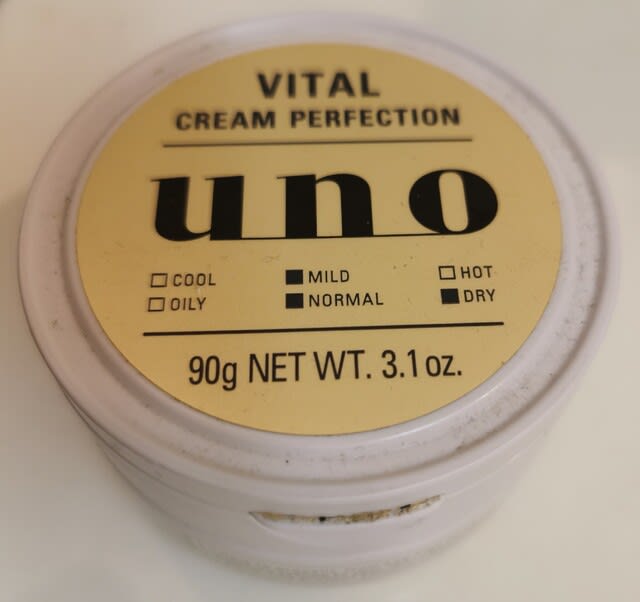 VITAL
CREAM PERFECTION
uno
□ COOL ■ MILD □ HOT
□ OILY ■ NORMAL ■ DRY
90g NET WT. 3.1 oz.